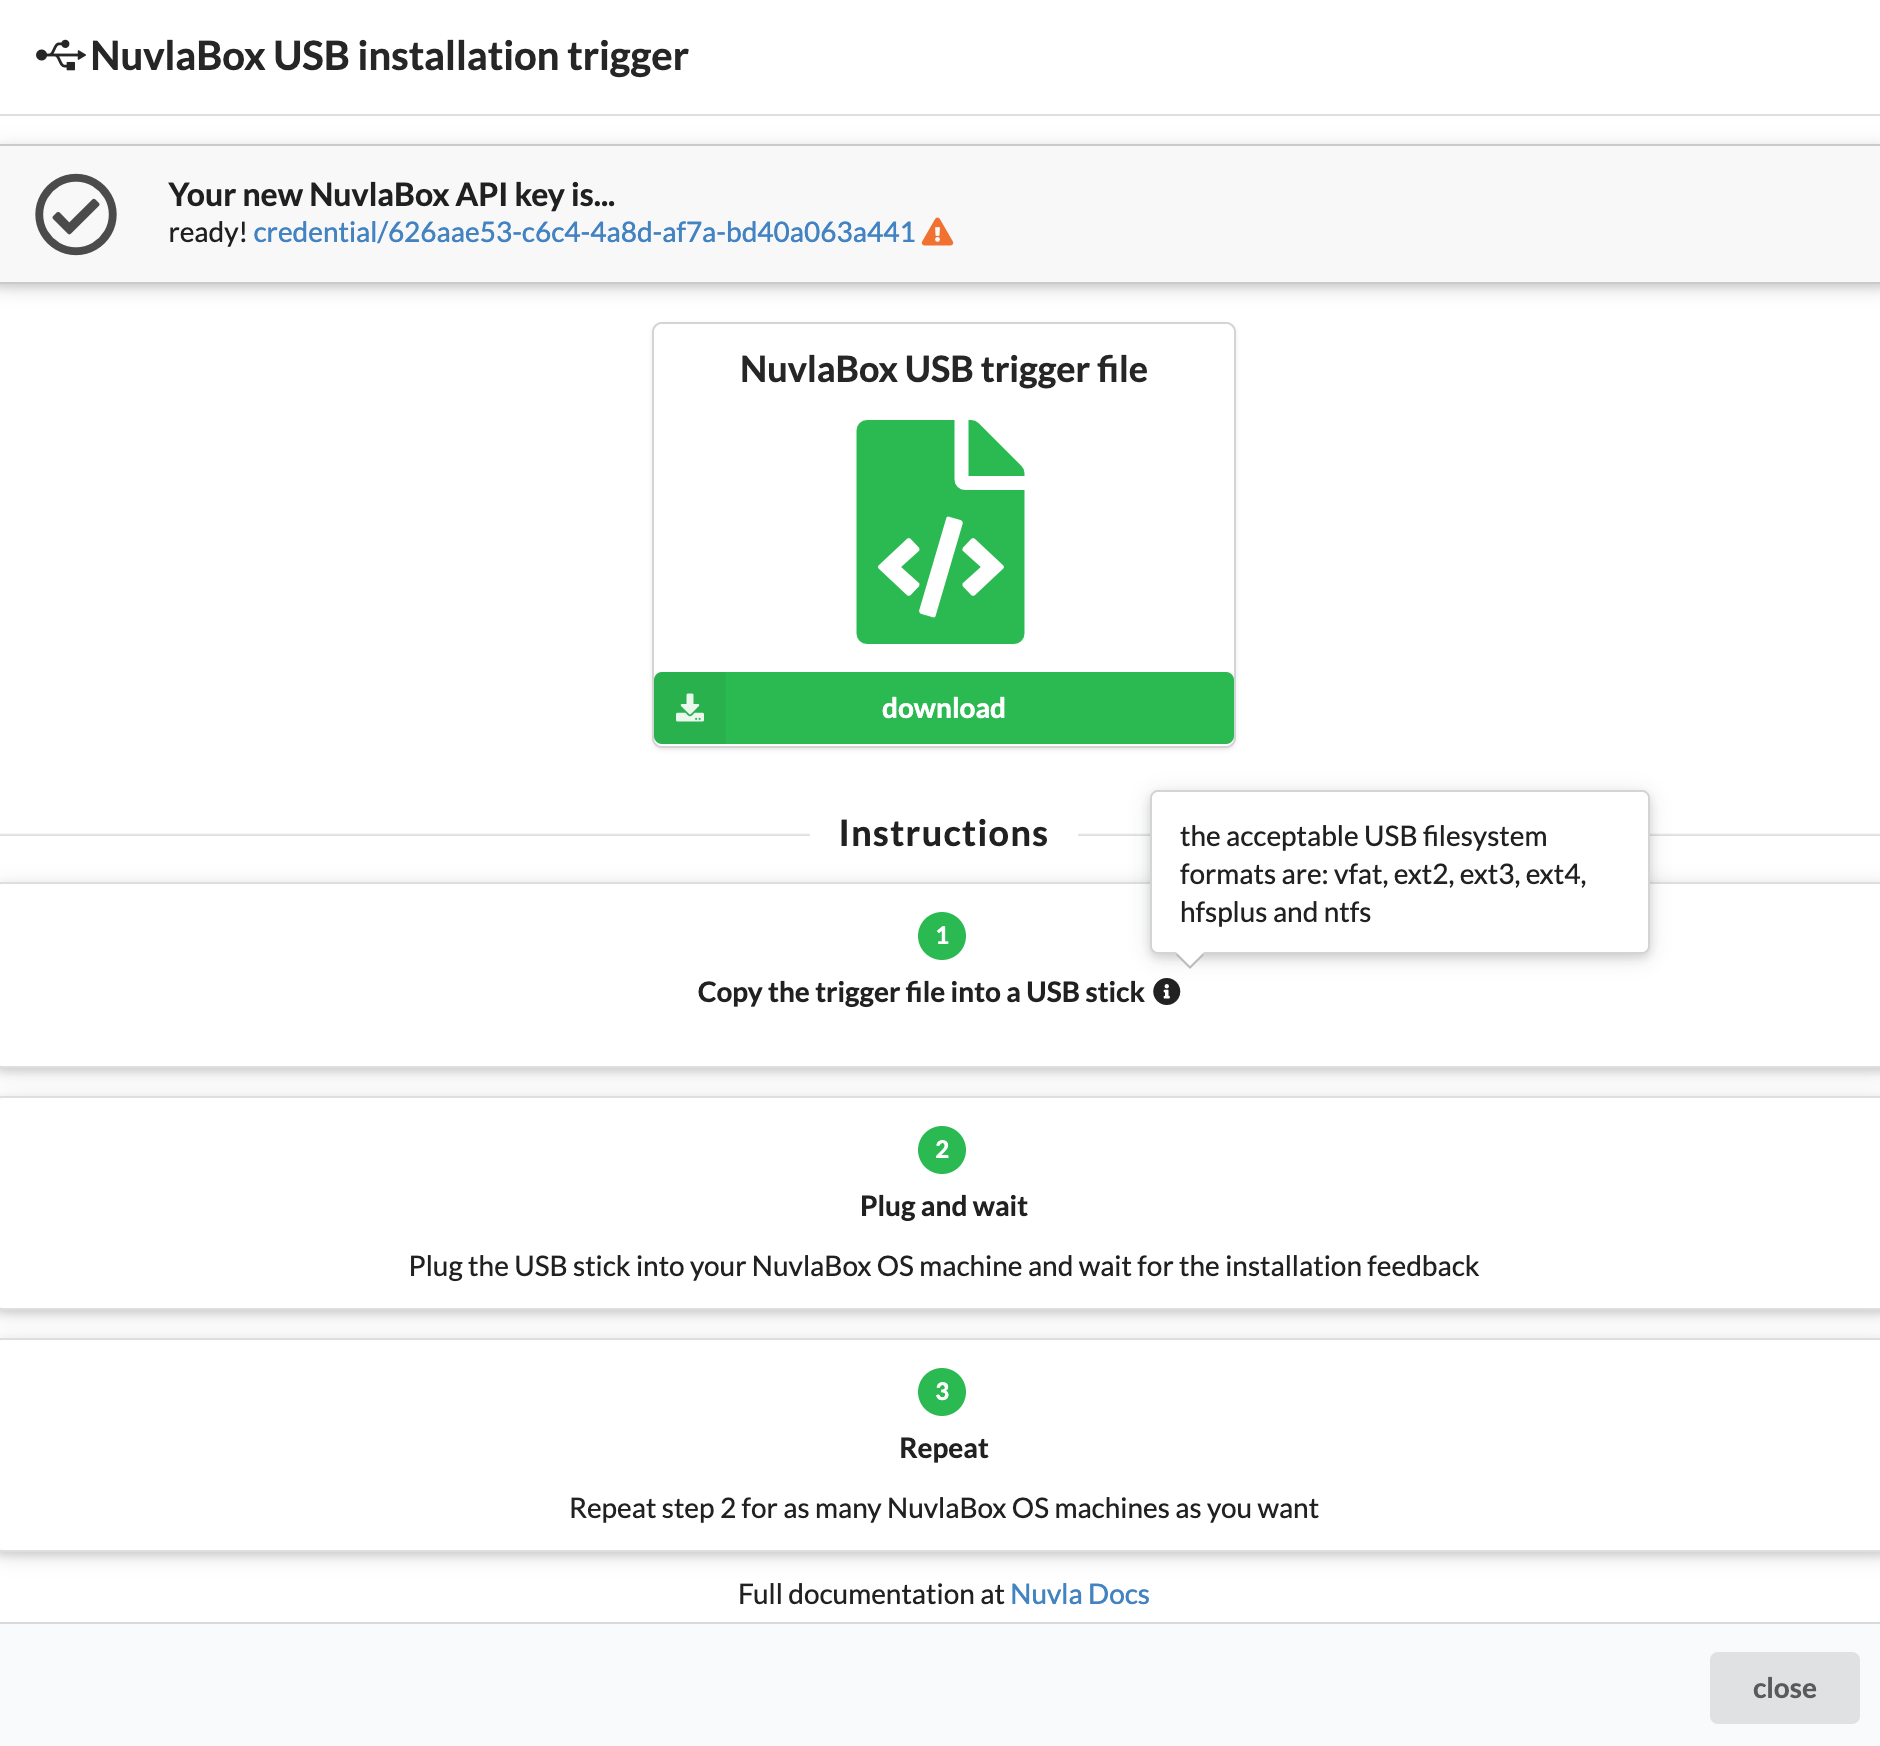 NuvlaBox USB installation trigger
Your new NuvlaBox API key is...
ready! credential/626aae53-c6c4-4a8d-af7a-bd40a063a441
NuvlaBox USB trigger file
</>
download
Instructions
the acceptable USB filesystem
formats are: vfat, ext2, ext3, ext4,
hfsplus and ntfs
1
Copy the trigger file into a USB stick
2
Plug and wait
Plug the USB stick into your NuvlaBox OS machine and wait for the installation feedback
3
Repeat
Repeat step 2 for as many NuvlaBox OS machines as you want
Full documentation at Nuvla Docs
close